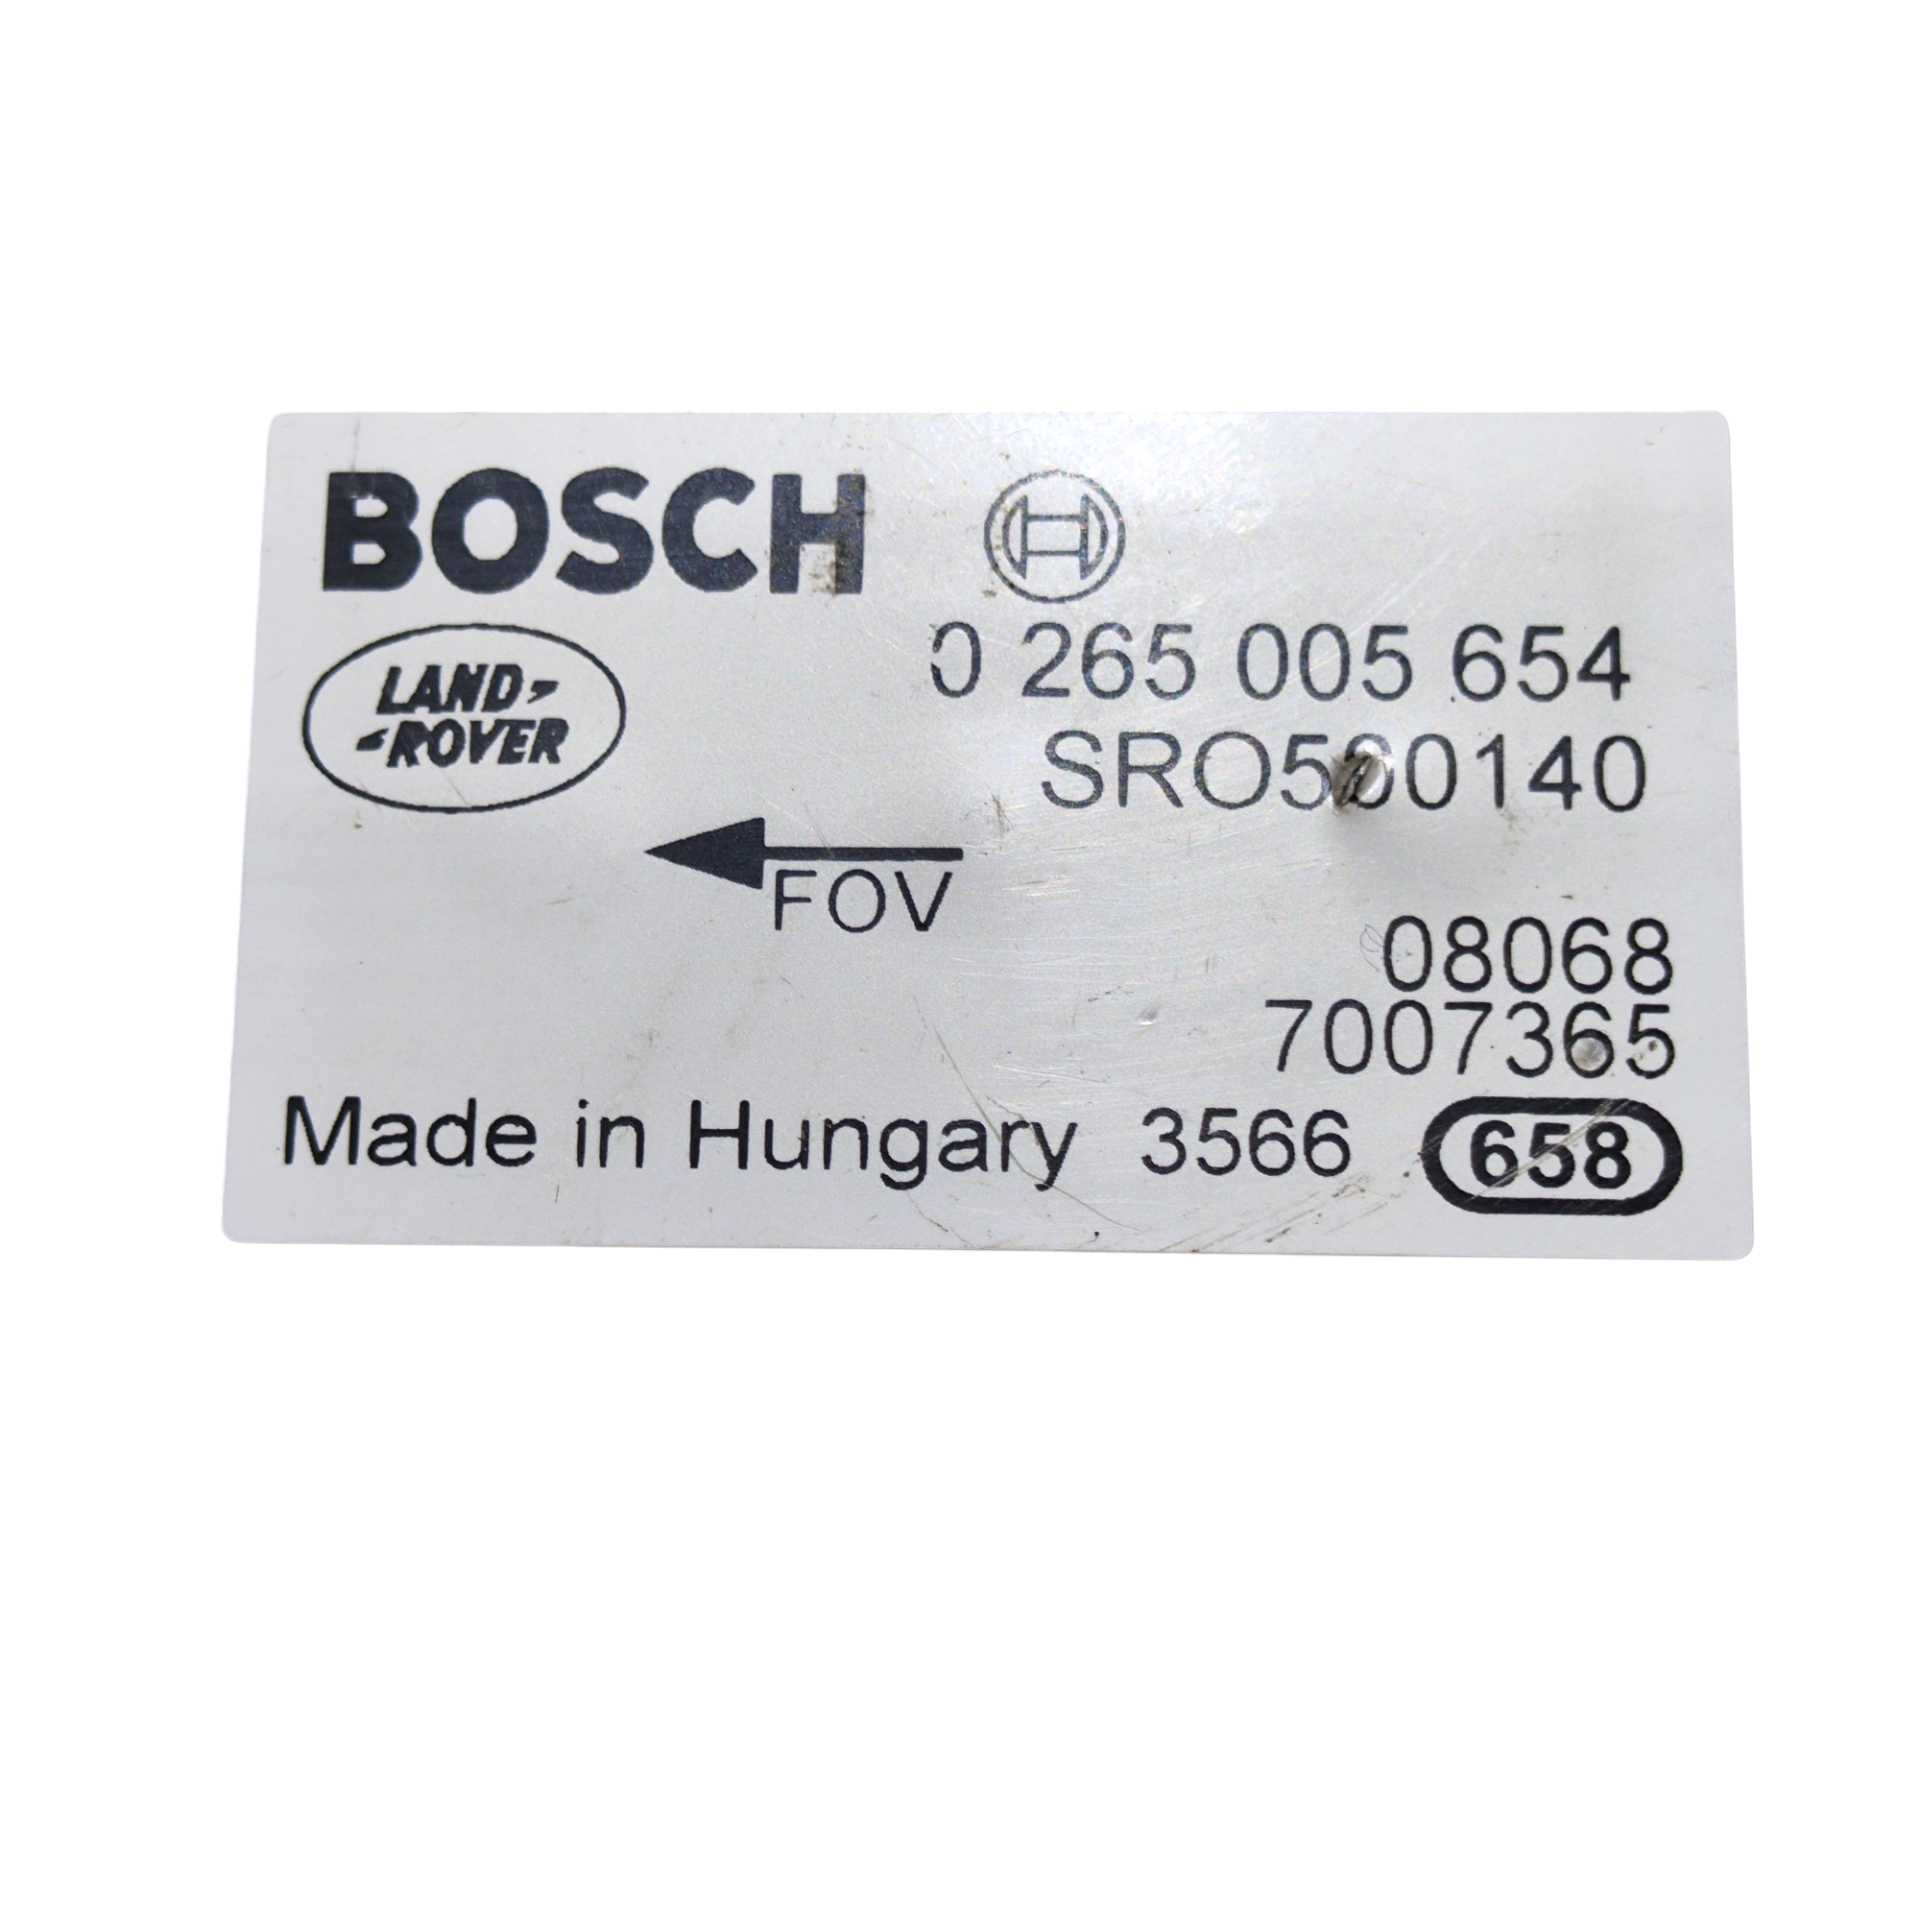 BOSCH
LAND-
-ROVER
0 265 005 654
SRO500140
FOV
08068
7007365
Made in Hungary 3566 658